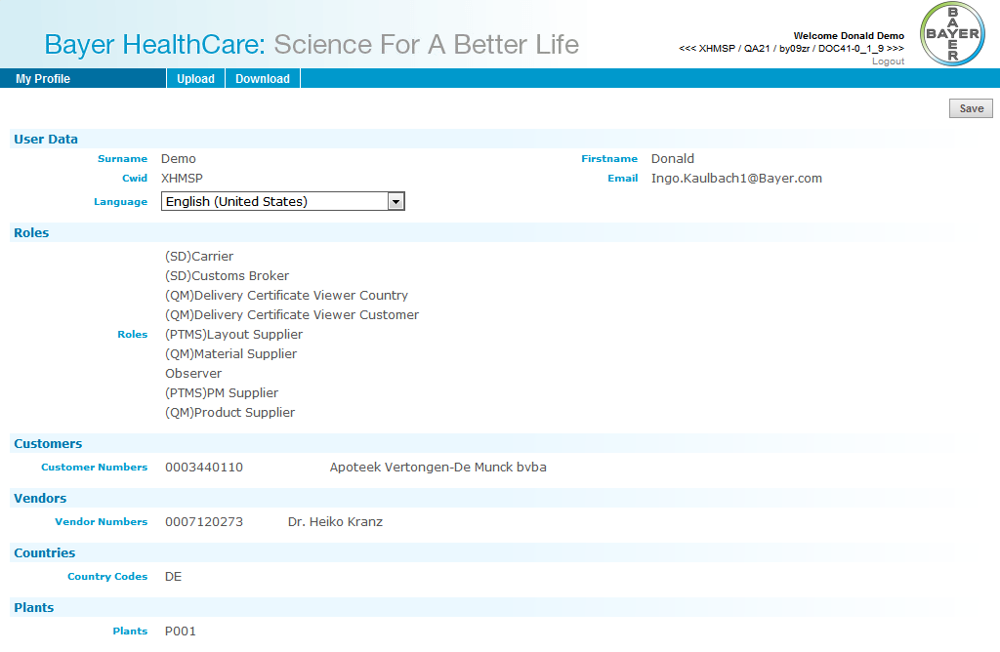 Bayer HealthCare: Science For A Better Life
Welcome Donald Demo
<<< XHMSP / QA21 / by09zr / DOC41-0_1_9 >>>
Logout
BAYER
BAYER
My Profile Upload Download
Save
User Data
Surname Demo Firstname Donald
Cwid XHMSP Email Ingo.Kaulbach1@Bayer.com
Language English (United States)
Roles
(SD)Carrier
(SD)Customs Broker
(QM)Delivery Certificate Viewer Country
(QM)Delivery Certificate Viewer Customer
Roles (PTMS)Layout Supplier
(QM)Material Supplier
Observer
(PTMS)PM Supplier
(QM)Product Supplier
Customers
Customer Numbers 0003440110 Apoteek Vertongen-De Munck bvba
Vendors
Vendor Numbers 0007120273 Dr. Heiko Kranz
Countries
Country Codes DE
Plants
Plants P001